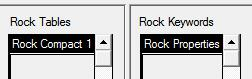 Rock Tables
Rock Compact 1
Rock Keywords
Rock Properties